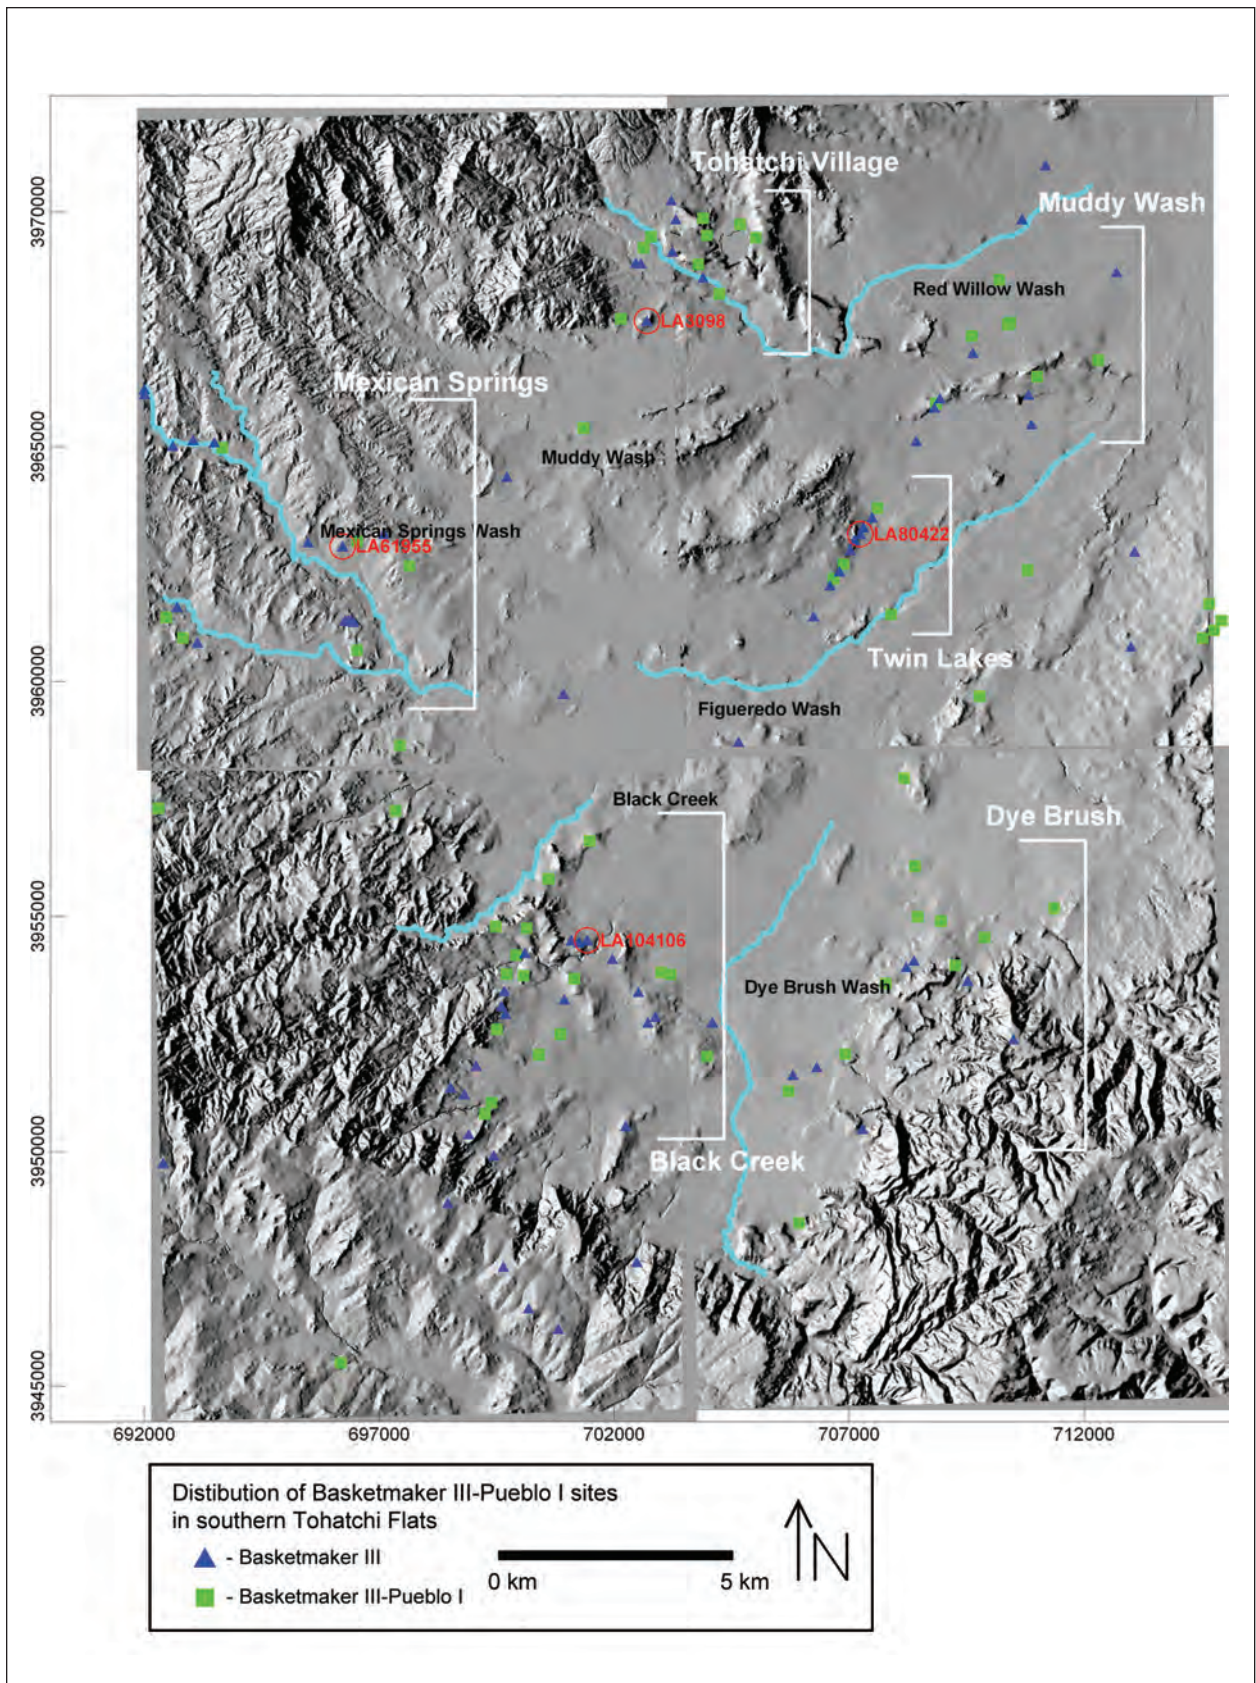 Tohatchi Village
3970000
Muddy Wash
Red Willow Wash
LA3098
Mexican Springs
3965000
Muddy Wash
Mexican Springs Wash
LA61955
LA80422
Twin Lakes
3960000
Figueredo Wash
Black Creek
Dye Brush
3955000
LA104106
Dye Brush Wash
3950000
Black Creek
3945000
692000 697000 702000 707000 712000
Distibution of Basketmaker III-Pueblo I sites
in southern Tohatchi Flats
- Basketmaker III
- Basketmaker III-Pueblo I
0 km 5 km
N